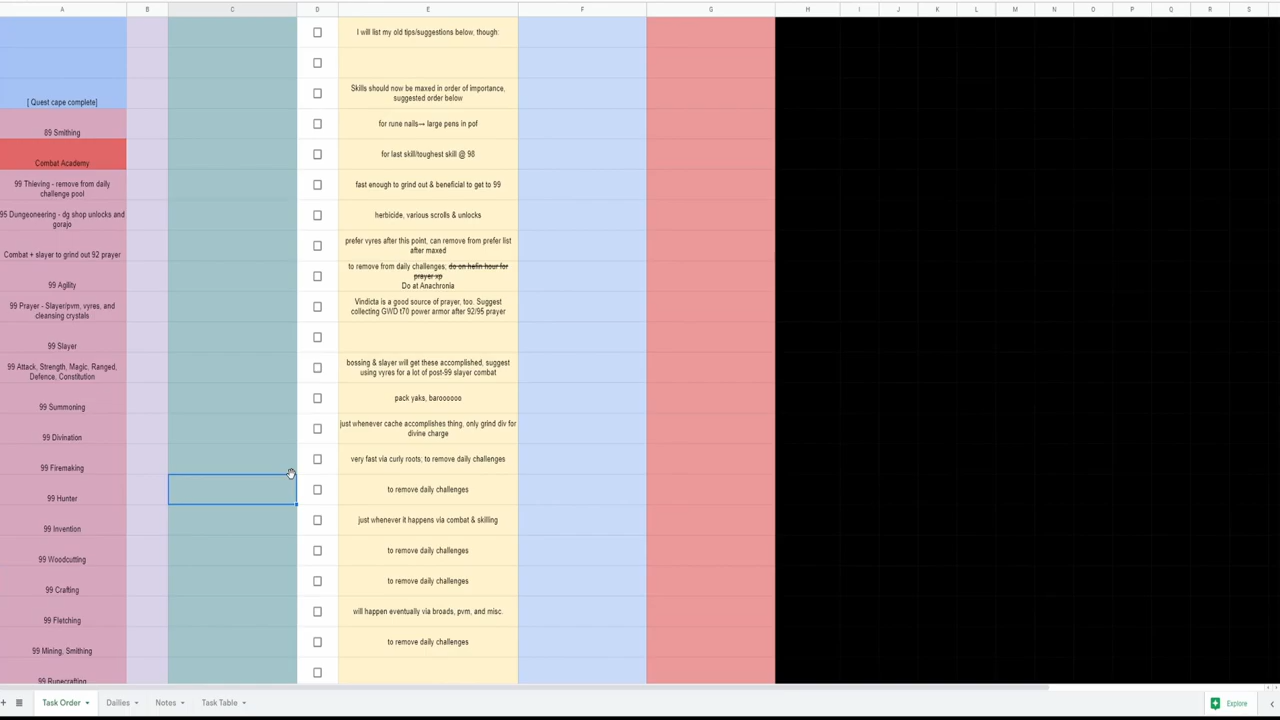 A B C D E F G H I J K L M N O P Q R S
I will list my old tips/suggestions below, though:
[ Quest cape complete]
Skills should now be maxed in order of importance,
suggested order below
89 Smithing
for rune nails→ large pens in pof
Combat Academy
for last skill/toughest skill @ 98
99 Thieving - remove from daily
challenge pool
fast enough to grind out & beneficial to get to 99
95 Dungeoneering - dg shop unlocks and
gorajo
herbicide, various scrolls & unlocks
Combat + slayer to grind out 92 prayer
prefer vyres after this point, can remove from prefer list
after maxed
99 Agility
to remove from daily challenges; do on hefin hour for
prayer xp
Do at Anachronia
99 Prayer - Slayer/pvm, vyres, and
cleansing crystals
Vindicta is a good source of prayer, too. Suggest
collecting GWD t70 power armor after 92/95 prayer
99 Slayer
99 Attack, Strength, Magic, Ranged,
Defence, Constitution
bossing & slayer will get these accomplished, suggest
using vyres for a lot of post-99 slayer combat
99 Summoning
pack yaks, baroooooo
99 Divination
just whenever cache accomplishes thing, only grind div for
divine charge
99 Firemaking
very fast via curly roots; to remove daily challenges
99 Hunter
to remove daily challenges
99 Invention
just whenever it happens via combat & skilling
99 Woodcutting
to remove daily challenges
99 Crafting
to remove daily challenges
99 Fletching
will happen eventually via broads, pvm, and misc.
99 Mining, Smithing
to remove daily challenges
99 Runecrafting
Task Order
Dailies
Notes
Task Table
Explore